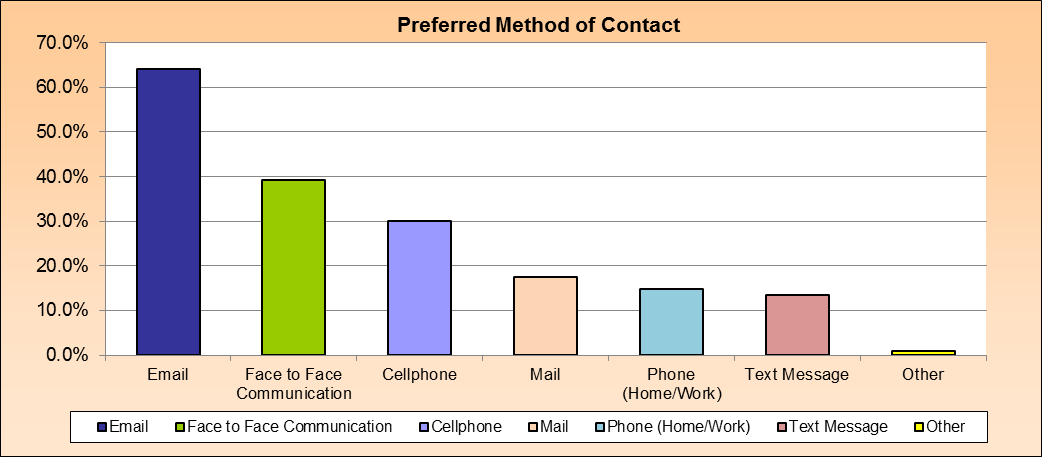 Preferred Method of Contact
70.0%
60.0%
50.0%
40.0%
30.0%
20.0%
10.0%
0.0%
Email
Face to Face
Communication
Cellphone
Mail
Phone
(Home/Work)
Text Message
Other
Email Face to Face Communication Cellphone Mail Phone (Home/Work) Text Message Other